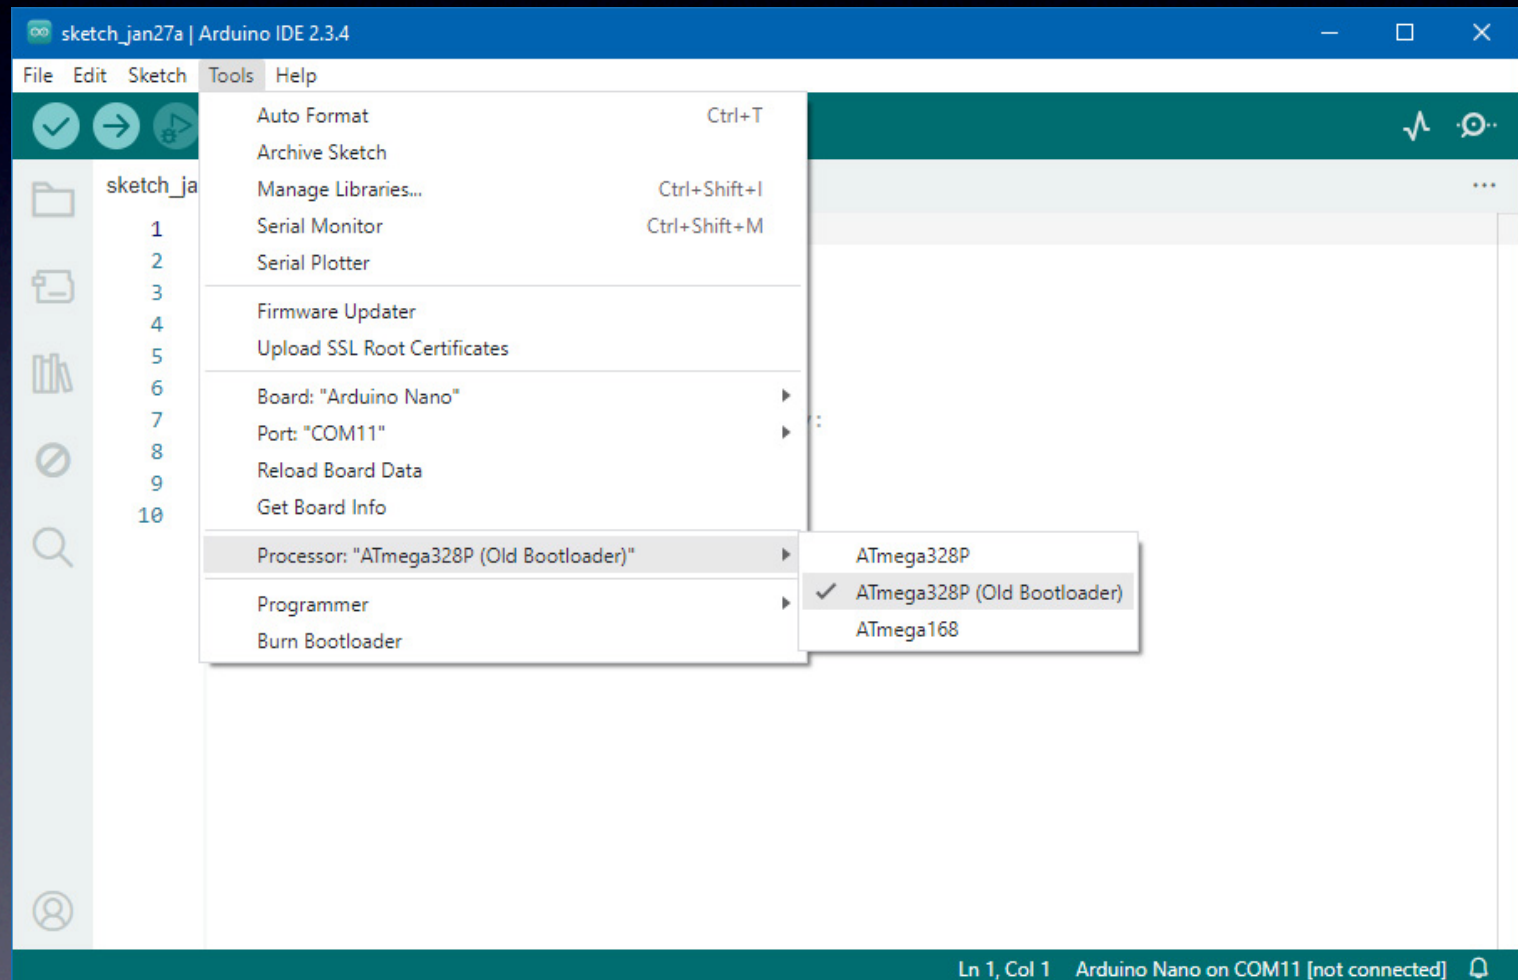 sketch_jan27a | Arduino IDE 2.3.4
File Edit Sketch Tools Help
sketch_ja
1
2
3
4
5
6
7
8
9
10
Auto Format Ctrl+T
Archive Sketch
Manage Libraries... Ctrl+Shift+I
Serial Monitor Ctrl+Shift+M
Serial Plotter
Firmware Updater
Upload SSL Root Certificates
Board: "Arduino Nano"
Port: "COM11"
Reload Board Data
Get Board Info
Processor: "ATmega328P (Old Bootloader)"
Programmer
Burn Bootloader
ATmega328P
ATmega328P (Old Bootloader)
ATmega168
Ln 1, Col 1 Arduino Nano on COM11 [not connected]